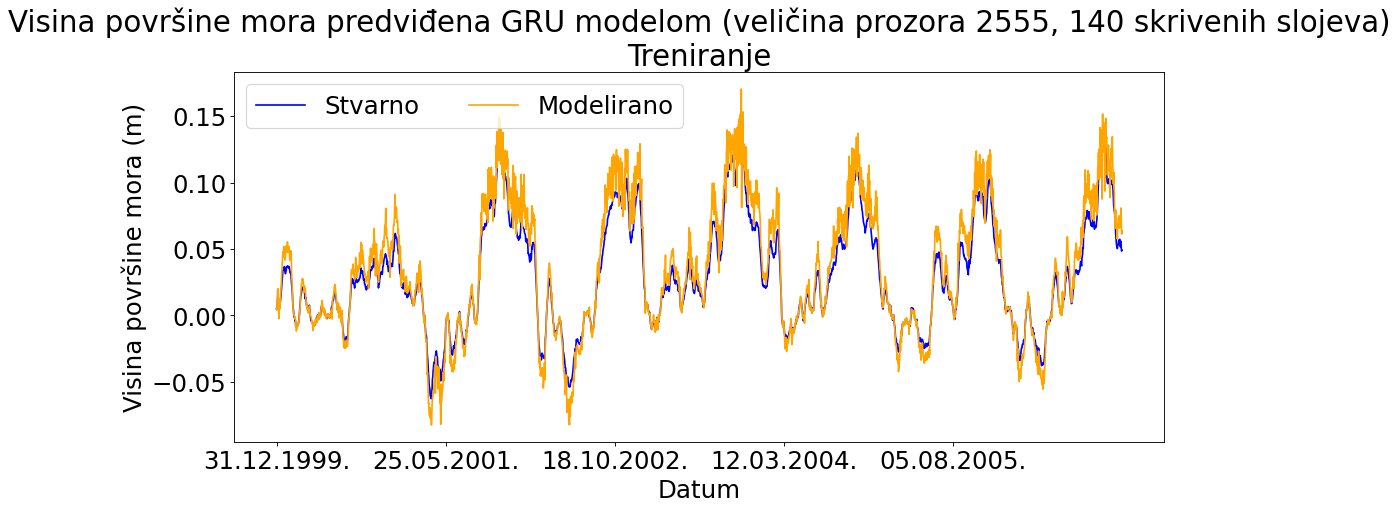 Visina površine mora predviđena GRU modelom (veličina prozora 2555, 140 skrivenih slojeva)
Treniranje
Stvarno
Modelirano
Visina površine mora (m)
0.15
0.10
0.05
0.00
−0.05
31.12.1999.
25.05.2001.
18.10.2002.
12.03.2004.
05.08.2005.
Datum